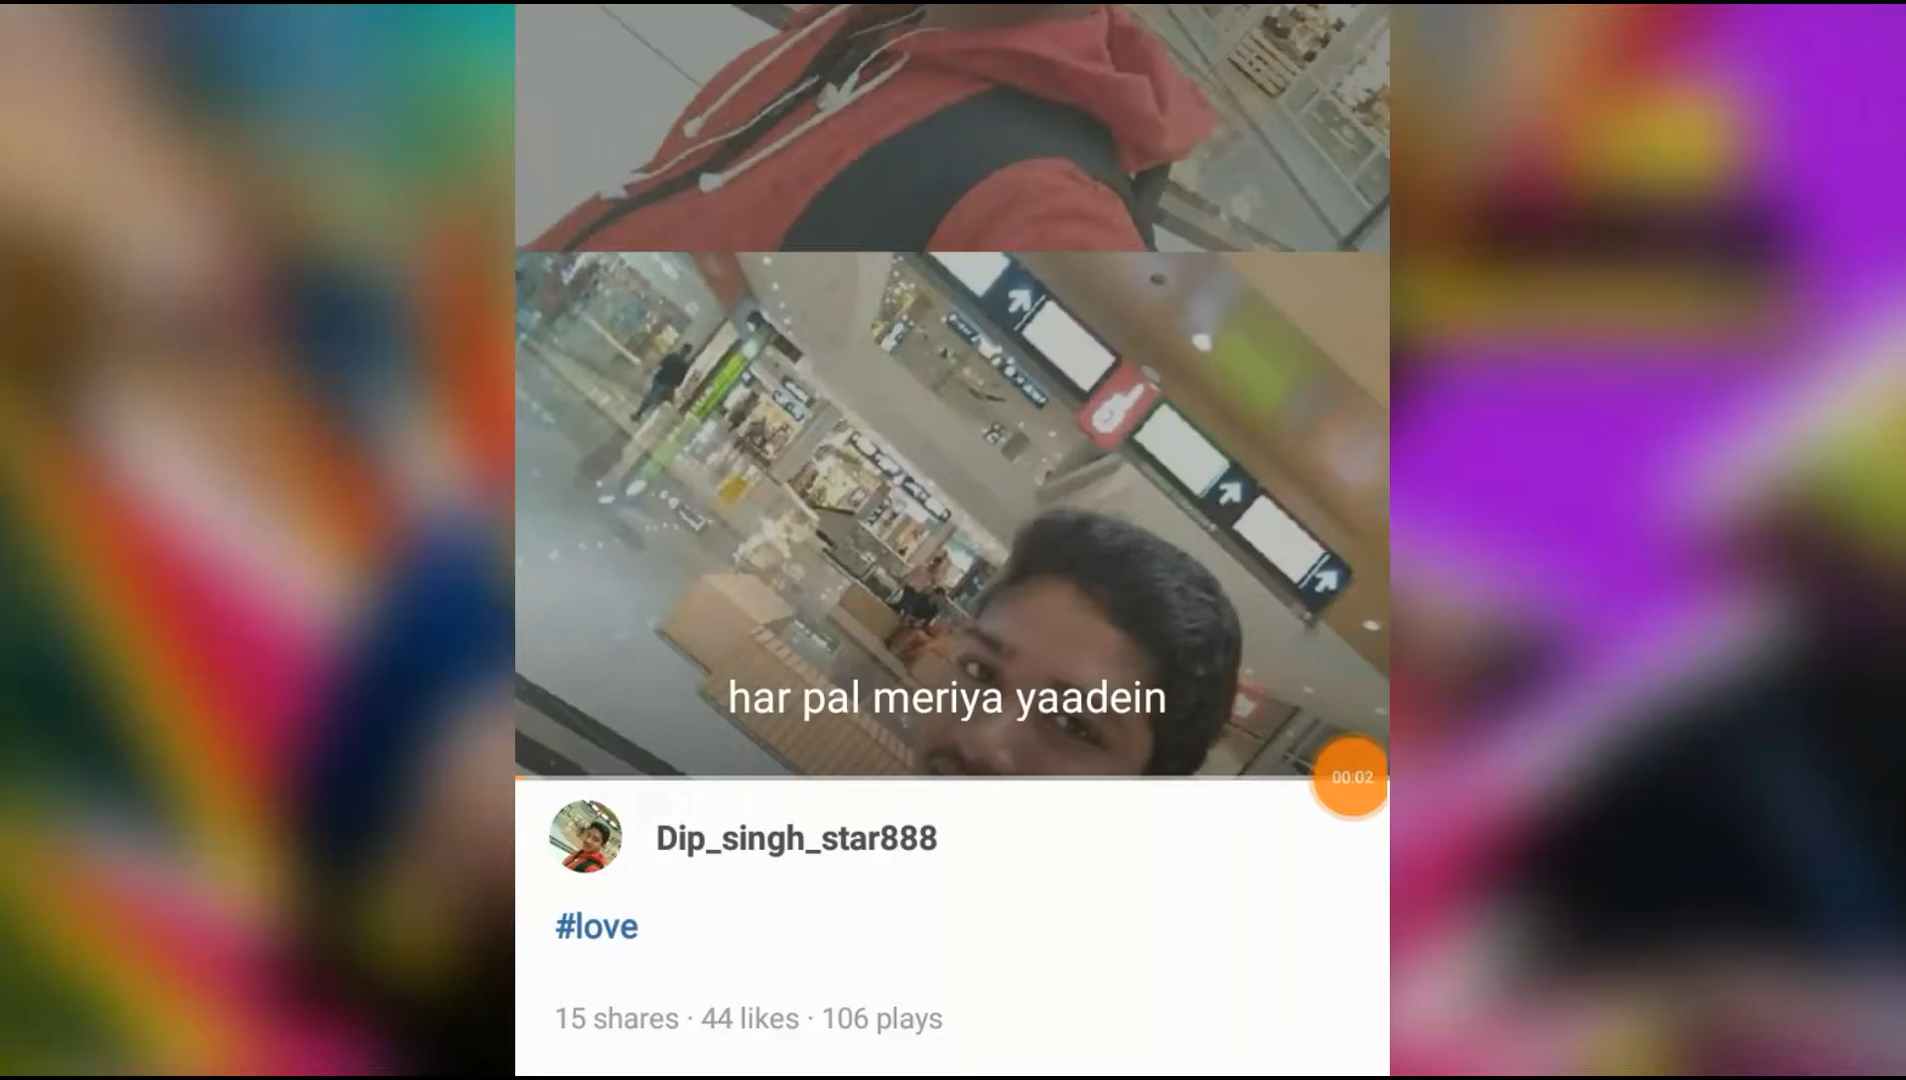 har pal meriya yaadein
00:02
Dip_singh_star888
#love
15 shares · 44 likes · 106 plays